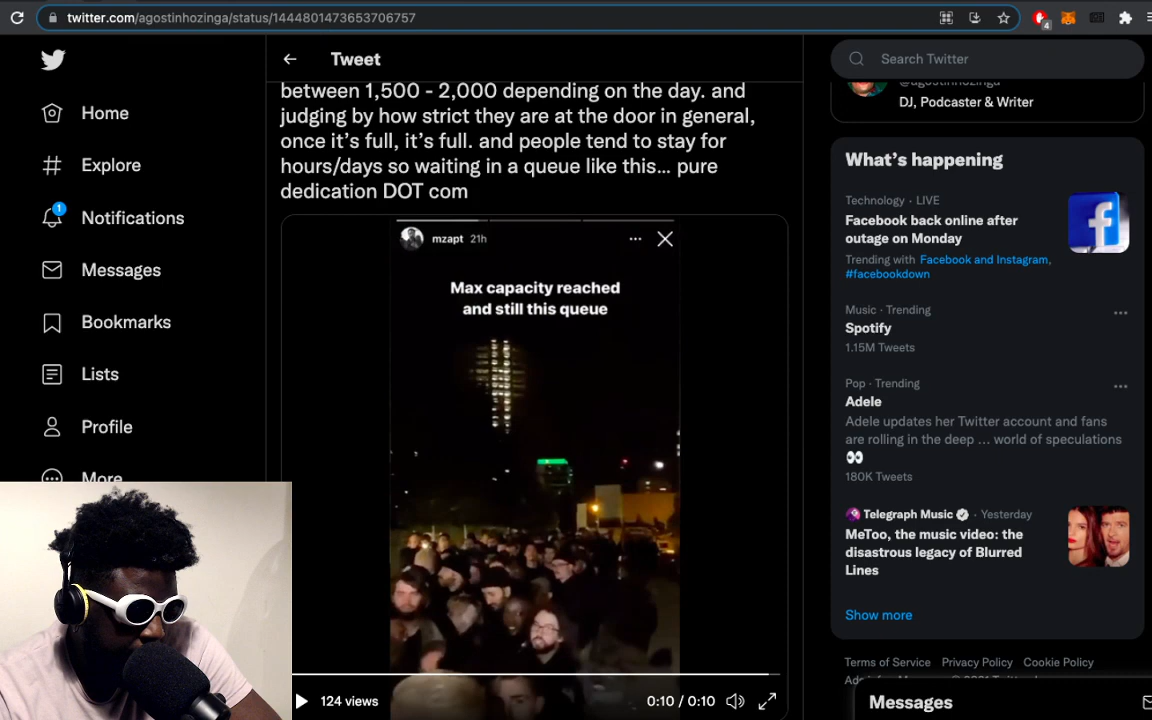 twitter.com/agostinhozinga/status/1444801473653706757
4
Home
Explore
1
Notifications
Messages
Bookmarks
Lists
Profile
More
Tweet
between 1,500 - 2,000 depending on the day. and
judging by how strict they are at the door in general,
once it’s full, it’s full. and people tend to stay for
hours/days so waiting in a queue like this... pure
dedication DOT com
mzapt 21h
Max capacity reached
and still this queue
124 views
0:10 / 0:10
Search Twitter
@agostinhozinga
DJ, Podcaster & Writer
What’s happening
Technology · LIVE
Facebook back online after
outage on Monday
Trending with Facebook and Instagram,
#facebookdown
Music · Trending
Spotify
1.15M Tweets
Pop · Trending
Adele
Adele updates her Twitter account and fans
are rolling in the deep ... world of speculations
👀
180K Tweets
Telegraph Music · Yesterday
MeToo, the music video: the
disastrous legacy of Blurred
Lines
Show more
Terms of Service Privacy Policy Cookie Policy
Messages